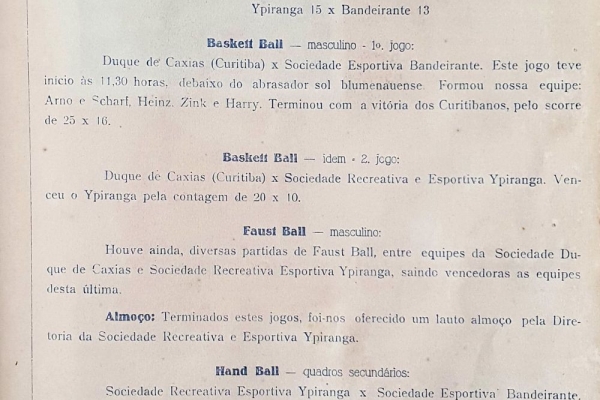 Ypiranga 15 x Bandeirante 13
Baskett Ball — masculino - 1o. jogo:
Duque de Caxias (Curitiba) x Sociedade Esportiva Bandeirante. Este jogo teve
inicio às 11,30 horas, debaixo do abrasador sol blumenauense. Formou nossa equipe:
Arno e Scharf, Heinz, Zink e Harry. Terminou com a vitória dos Curitibanos, pelo scorre
de 25 x 16.
Baskett Ball — idem - 2. jogo:
Duque de Caxias (Curitiba) x Sociedade Recreativa e Esportiva Ypiranga. Ven-
ceu o Ypiranga pela contagem de 20 x 10.
Faust Ball — masculino:
Houve ainda, diversas partidas de Faust Ball, entre equipes da Sociedade Du-
que de Caxias e Sociedade Recreativa Esportiva Ypiranga, saindo vencedoras as equipes
desta última.
Almoço: Terminados estes jogos, foi-nos oferecido um lauto almoço pela Dire-
toria da Sociedade Recreativa e Esportiva Ypiranga.
Hand Ball — quadros secundários:
Sociedade Recreativa Esportiva Ypiranga x Sociedade Esportiva Bandeirante.